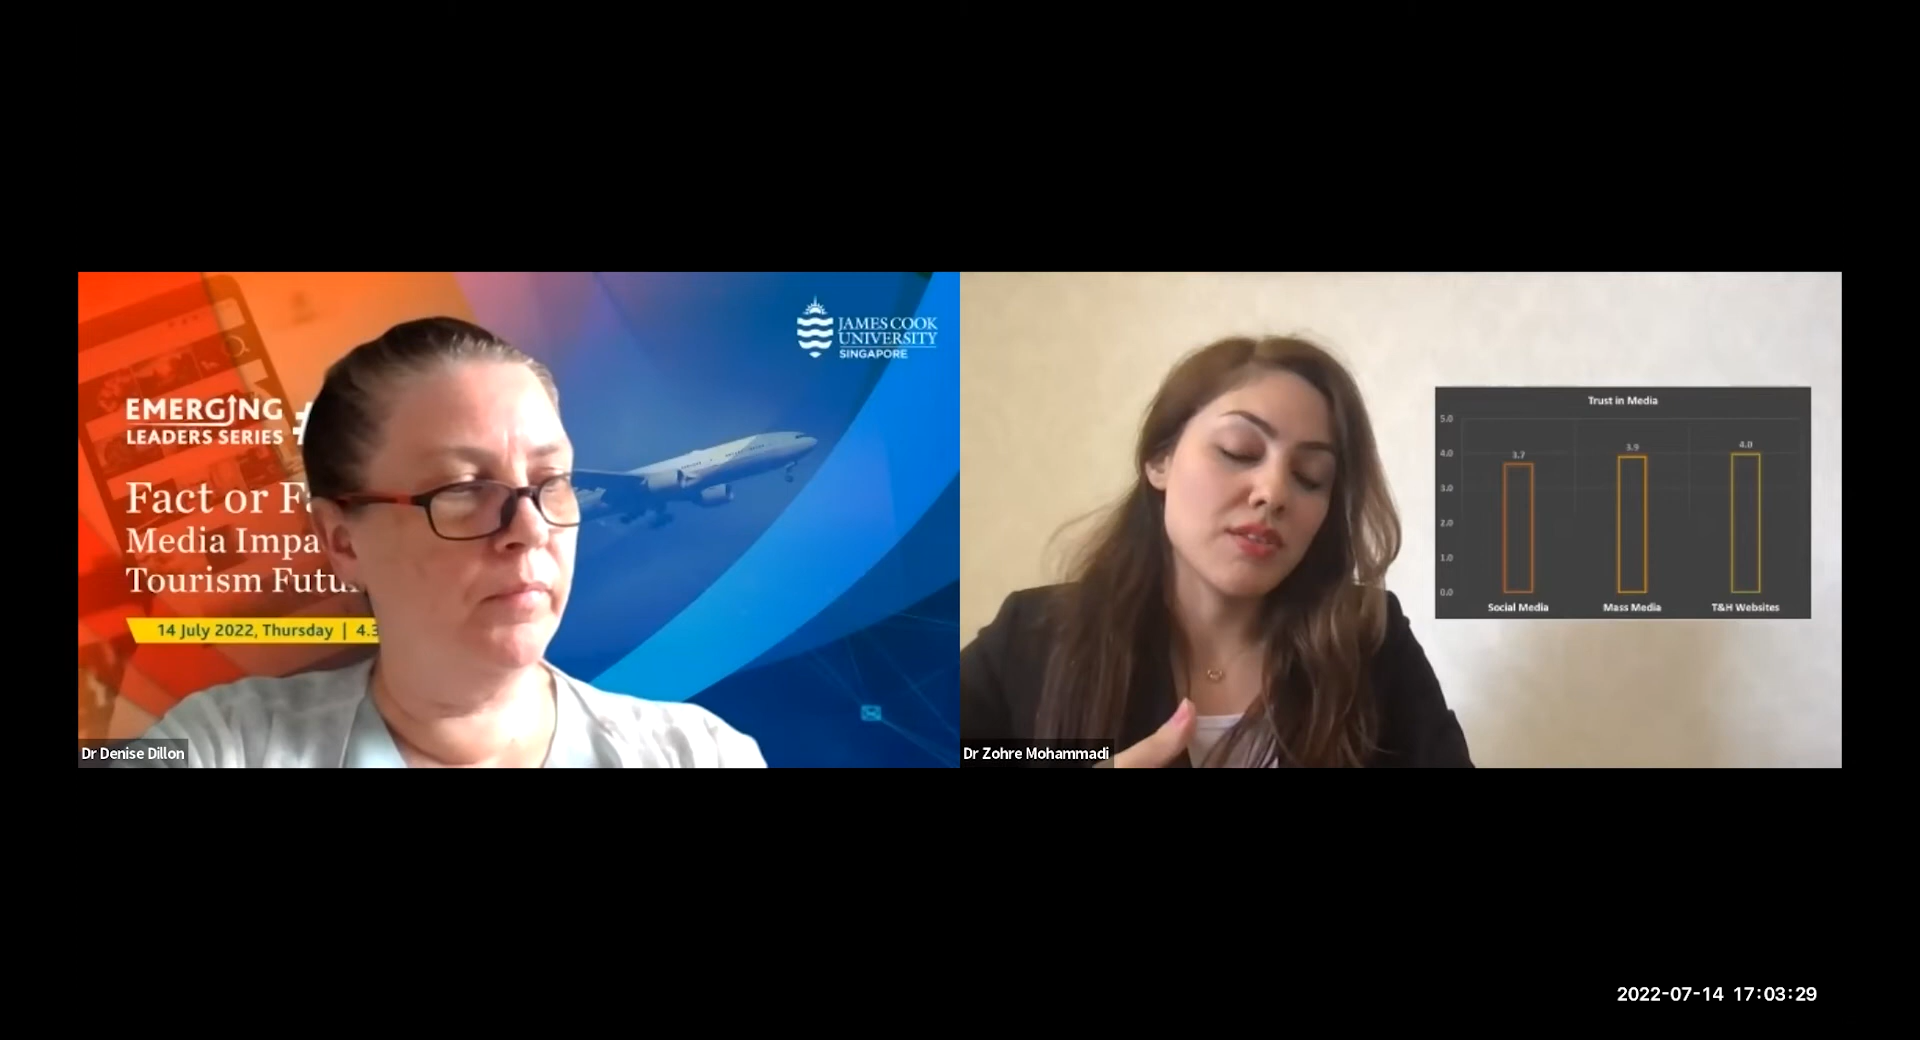 JAMES COOK
UNIVERSITY
SINGAPORE
EMERGING
LEADERS SERIES #
Fact or Fa
Media Impa
Tourism Futu
14 July 2022, Thursday | 4.3
Dr Denise Dillon
Trust in Media
5.0
4.0
3.0
2.0
1.0
0.0
3.7
3.9
4.0
Social Media
Mass Media
T&H Websites
Dr Zohre Mohammadi
2022-07-14 17:03:29